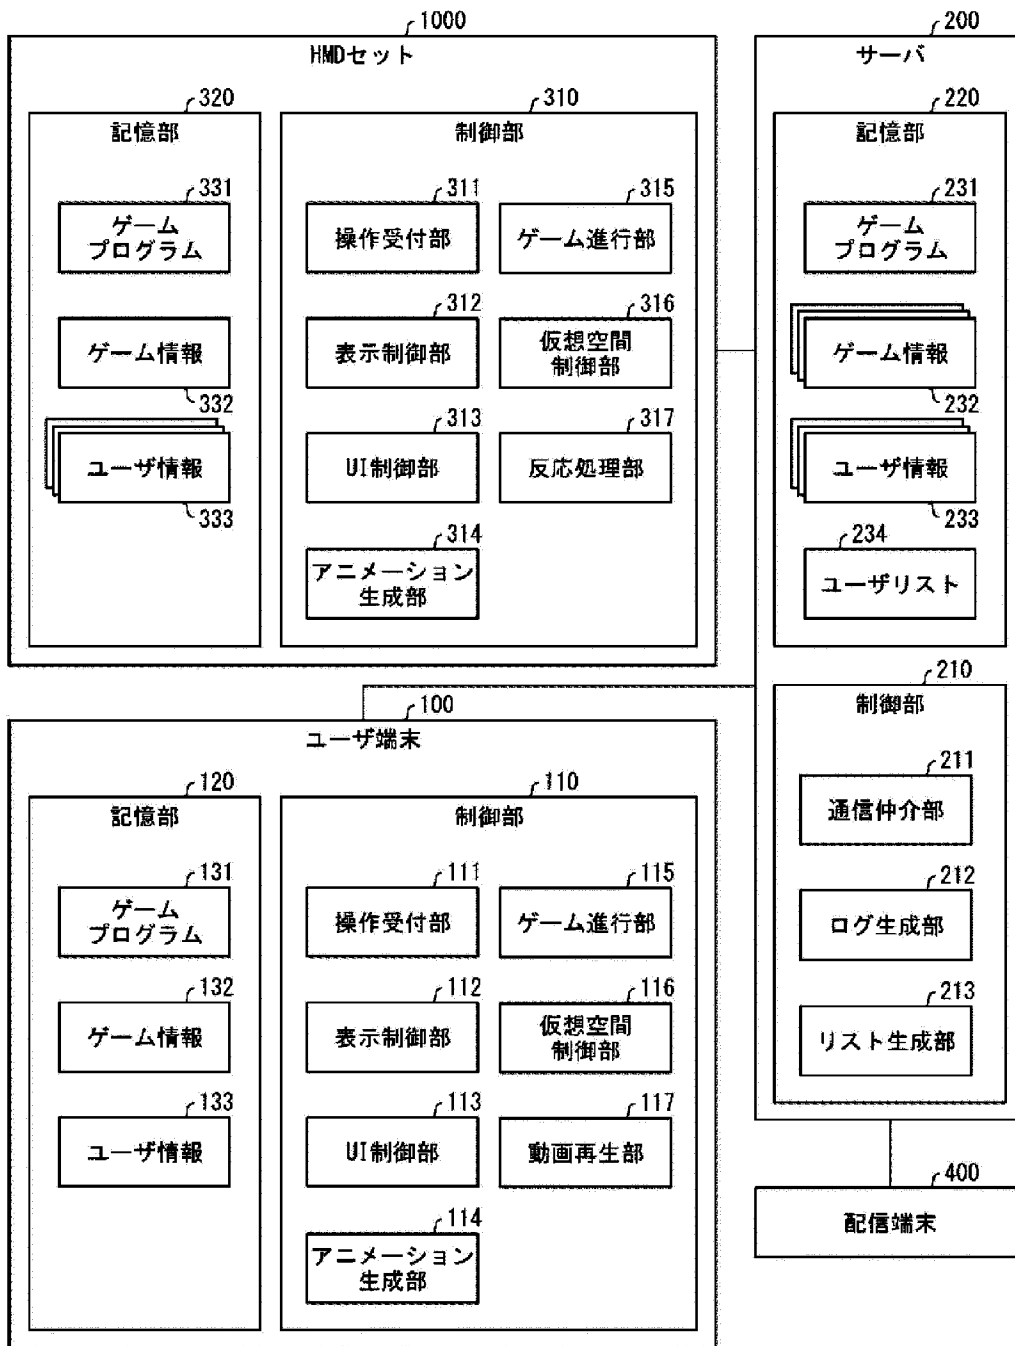 1000
HMDセット
320
記憶部
331
ゲーム
プログラム
ゲーム情報
332
ユーザ情報
333
310
制御部
311
操作受付部
315
ゲーム進行部
312
表示制御部
316
仮想空間
制御部
313
UI制御部
317
反応処理部
314
アニメーション
生成部
200
サーバ
220
記憶部
231
ゲーム
プログラム
ゲーム情報
232
ユーザ情報
233
234
ユーザリスト
210
制御部
211
通信仲介部
212
ログ生成部
213
リスト生成部
100
ユーザ端末
120
記憶部
131
ゲーム
プログラム
132
ゲーム情報
133
ユーザ情報
110
制御部
111
操作受付部
115
ゲーム進行部
112
表示制御部
116
仮想空間
制御部
113
UI制御部
117
動画再生部
114
アニメーション
生成部
400
配信端末